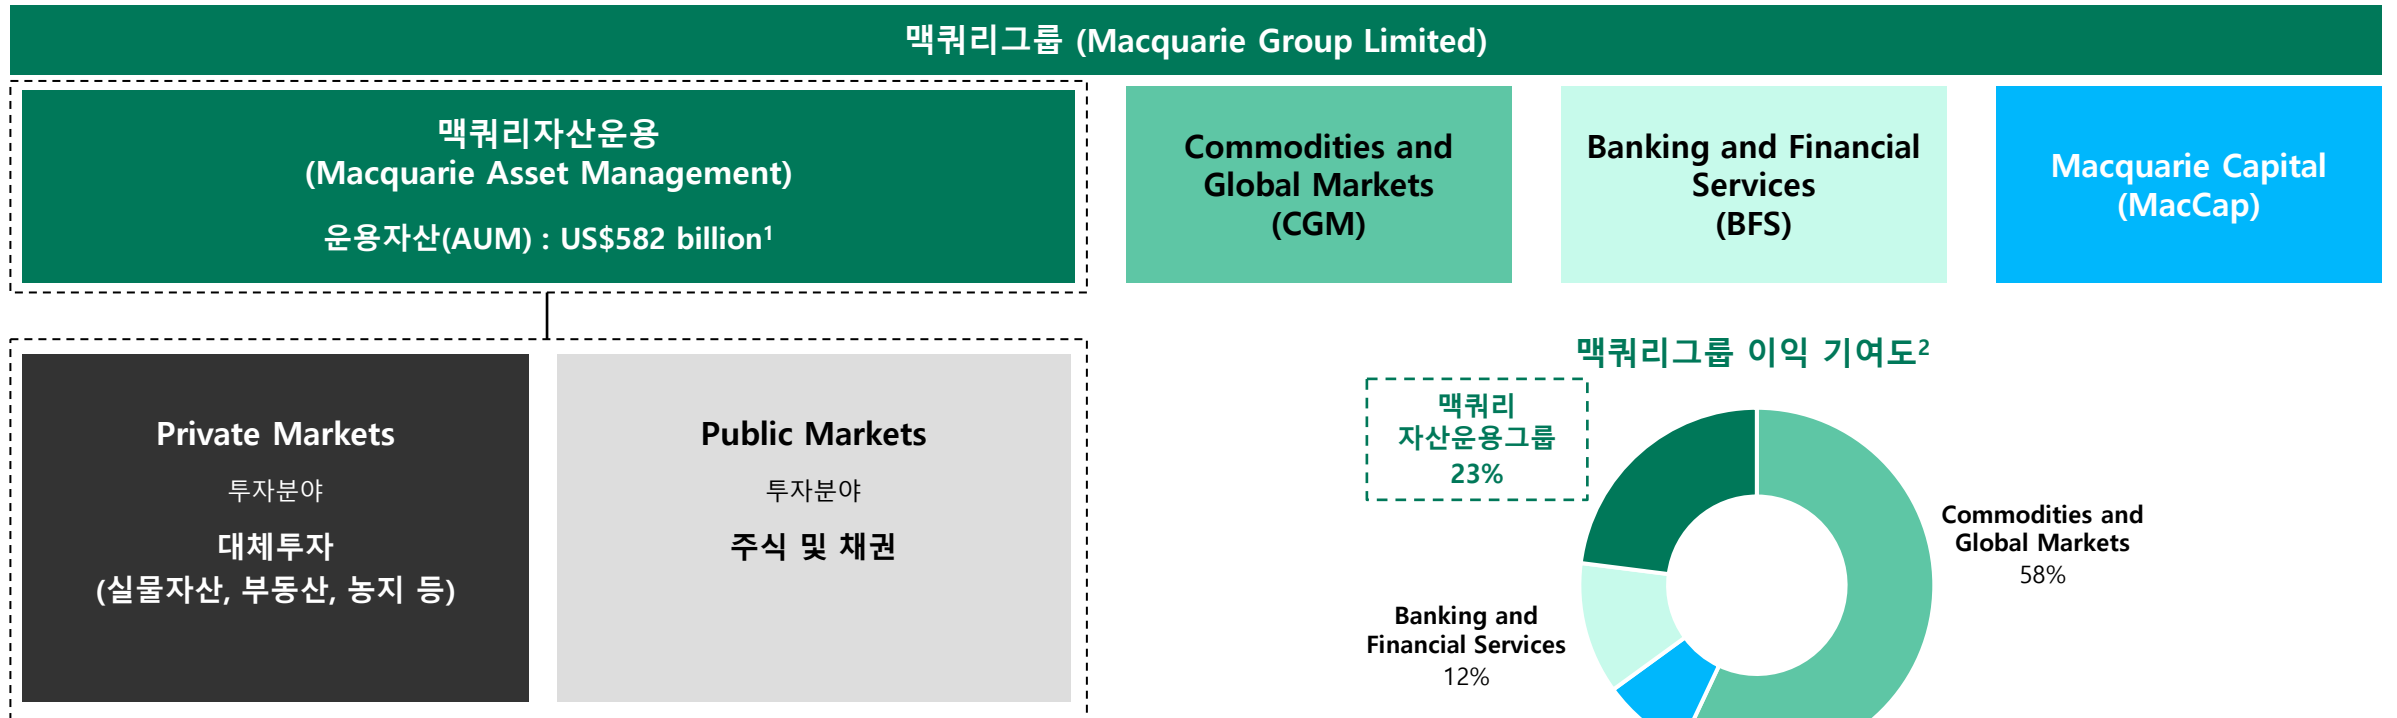 맥쿼리그룹 (Macquarie Group Limited)
맥쿼리자산운용
(Macquarie Asset Management)
운용자산(AUM) : US$582 billion¹
Commodities and
Global Markets
(CGM)
Banking and Financial
Services
(BFS)
Macquarie Capital
(MacCap)
Private Markets
투자분야
대체투자
(실물자산, 부동산, 농지 등)
Public Markets
투자분야
주식 및 채권
맥쿼리그룹 이익 기여도²
맥쿼리
자산운용그룹
23%
Commodities and
Global Markets
58%
Banking and
Financial Services
12%